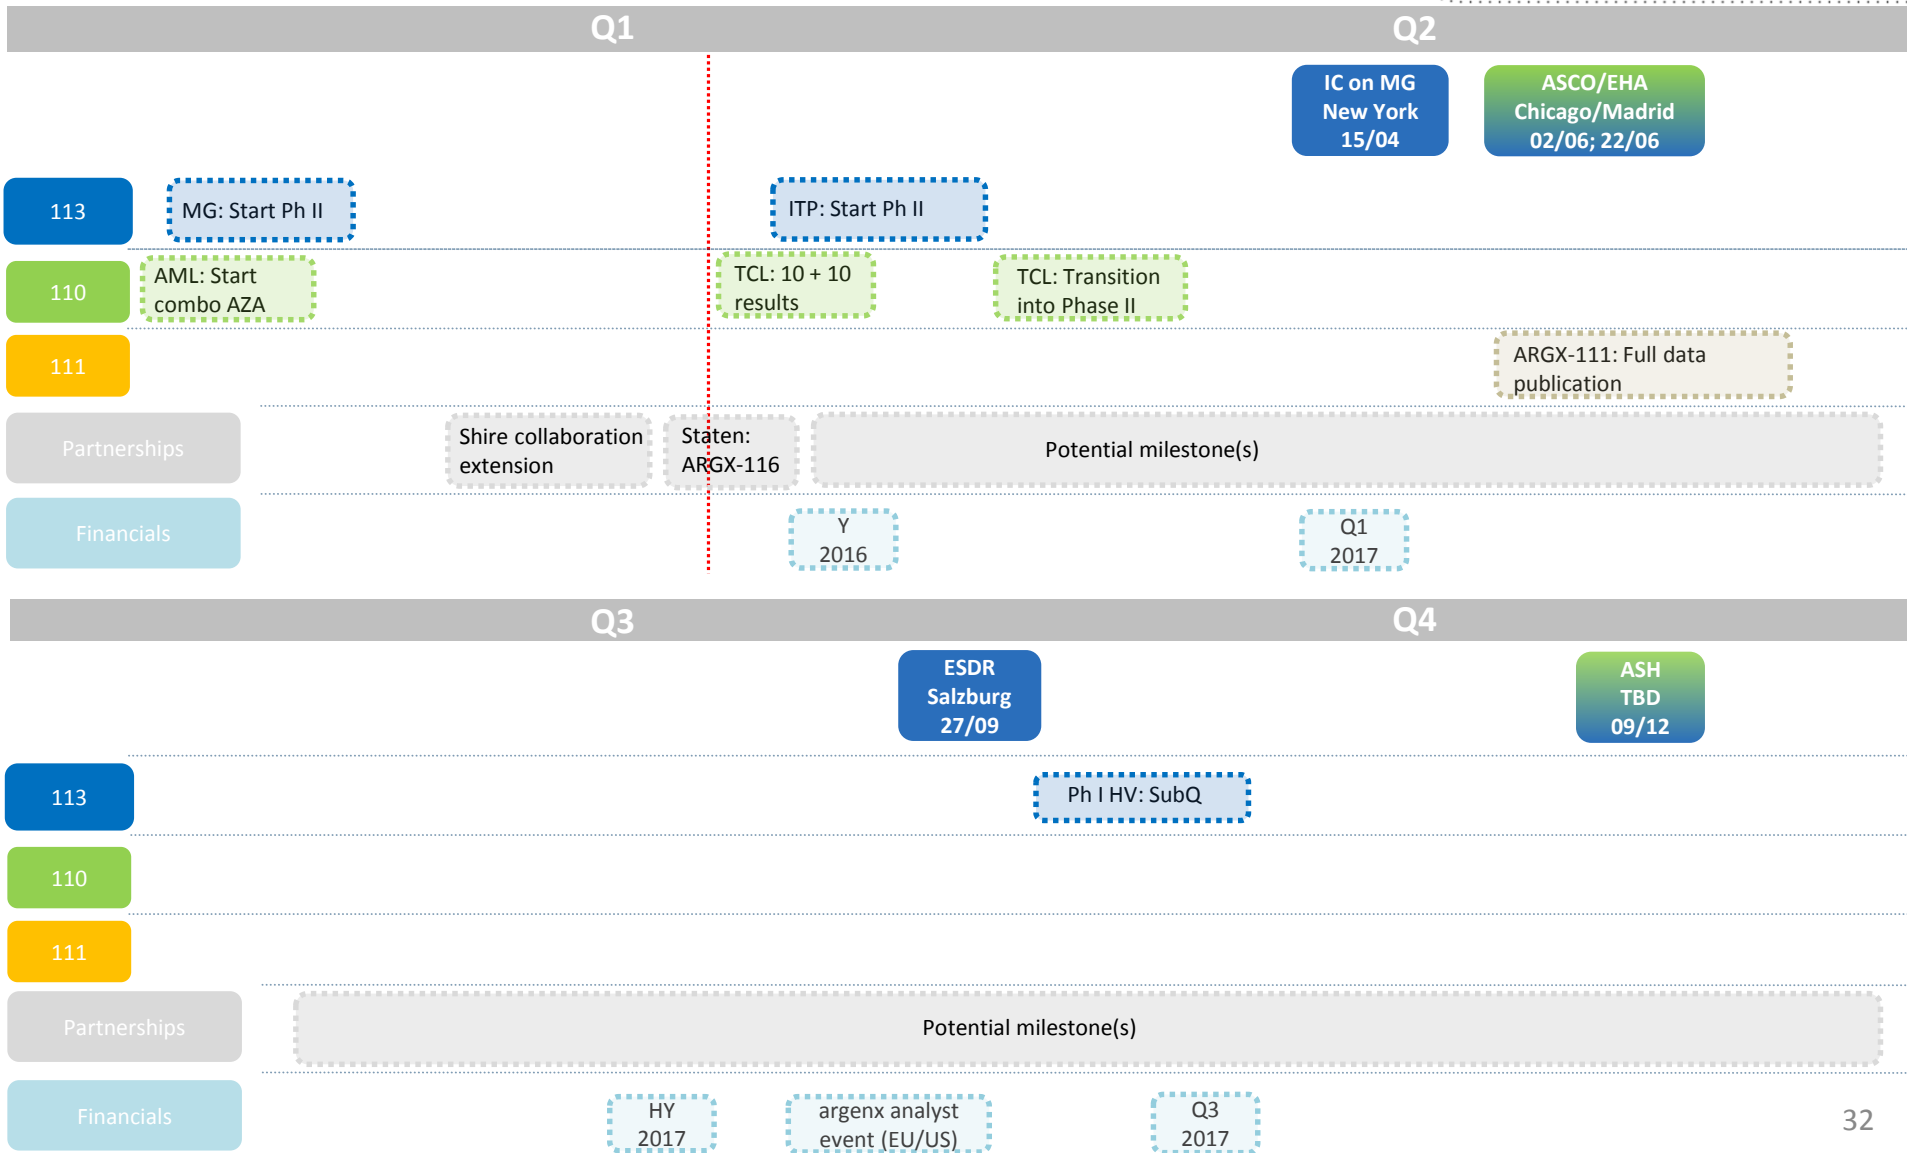 Q1
Q2
IC on MG
New York
15/04
ASCO/EHA
Chicago/Madrid
02/06; 22/06
113
MG: Start Ph II
ITP: Start Ph II
110
AML: Start
combo AZA
TCL: 10 + 10
results
TCL: Transition
into Phase II
111
ARGX-111: Full data
publication
Partnerships
Shire collaboration
extension
Staten:
ARGX-116
Potential milestone(s)
Financials
Y
2016
Q1
2017
Q3
Q4
ESDR
Salzburg
27/09
ASH
TBD
09/12
113
Ph I HV: SubQ
110
111
Partnerships
Potential milestone(s)
Financials
HY
2017
argenx analyst
event (EU/US)
Q3
2017
32